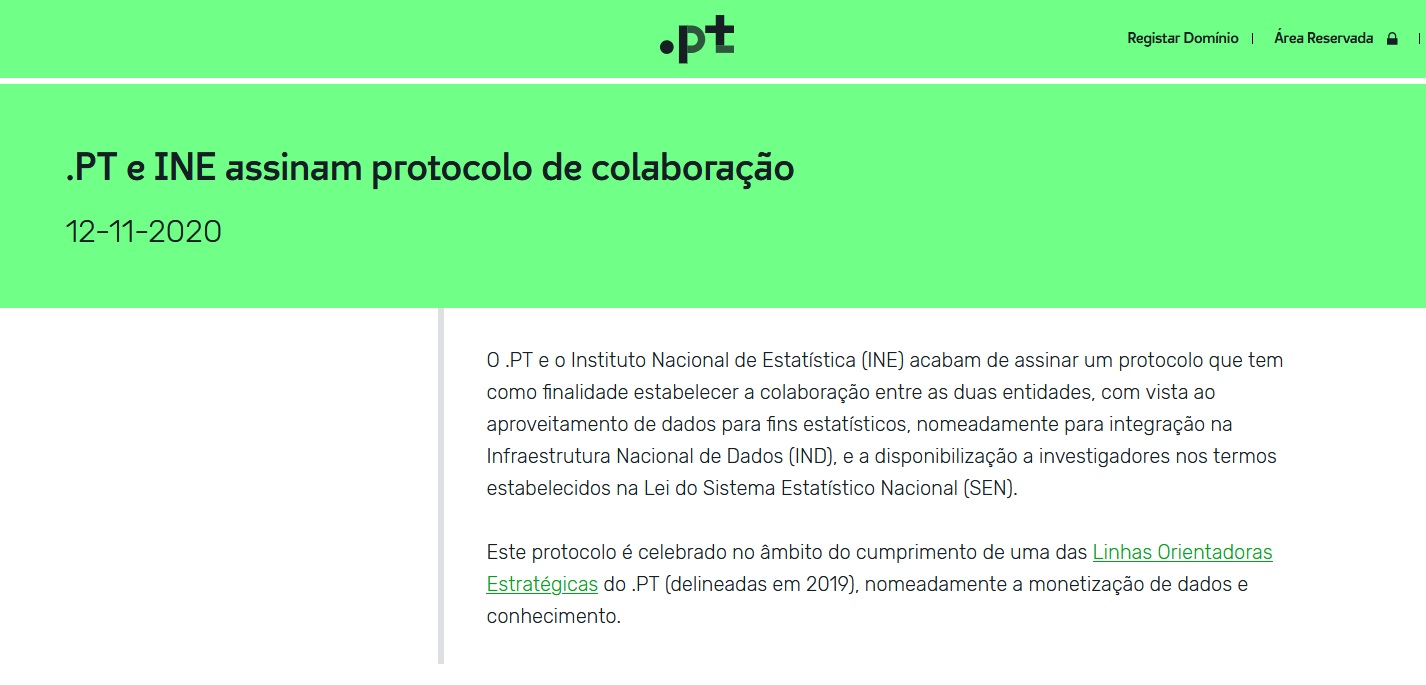 .pt
Registar Domínio | Área Reservada |
.PT e INE assinam protocolo de colaboração
12-11-2020
O .PT e o Instituto Nacional de Estatística (INE) acabam de assinar um protocolo que tem
como finalidade estabelecer a colaboração entre as duas entidades, com vista ao
aproveitamento de dados para fins estatísticos, nomeadamente para integração na
Infraestrutura Nacional de Dados (IND), e a disponibilização a investigadores nos termos
estabelecidos na Lei do Sistema Estatístico Nacional (SEN).
Este protocolo é celebrado no âmbito do cumprimento de uma das Linhas Orientadoras
Estratégicas do .PT (delineadas em 2019), nomeadamente a monetização de dados e
conhecimento.